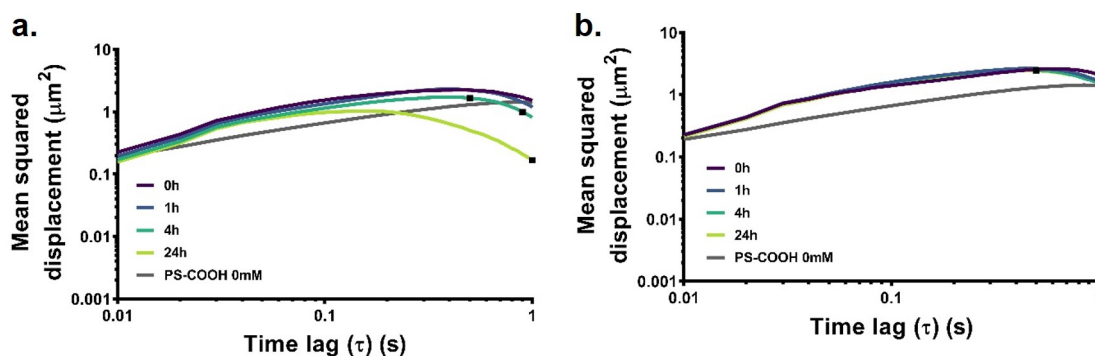 a.
Mean squared
displacement (μm²)
10
1
0.1
0.01
0.001
0h
1h
4h
24h
PS-COOH 0mM
0.01
0.1
1
Time lag (τ) (s)
b.
Mean squared
displacement (μm²)
10
1
0.1
0.01
0.001
0h
1h
4h
24h
PS-COOH 0mM
0.01
0.1
Time lag (τ) (s)